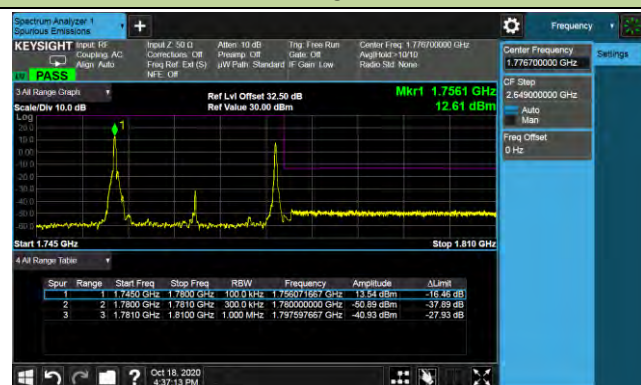 Spectrum Analyzer 1
Spurious Emissions
Frequency
KEYSIGHT Input: RF
Coupling: AC
Align: Auto
Input Z: 50 Ω
Corrections: Off
Freq Ref: Ext (S)
NFE: Off
Atten: 10 dB
Preamp: Off
µW Path: Standard
Trig: Free Run
Gate: Off
IF Gain: Low
Center Freq: 1.776700000 GHz
Avg|Hold:>10/10
Radio Std: None
PASS
Center Frequency
1.776700000 GHz
Settings
CF Step
2.649000000 GHz
Auto
Man
Freq Offset
0 Hz
3 All Range Graph
Scale/Div 10.0 dB
Ref Lvl Offset 32.50 dB
Ref Value 30.00 dBm
Mkr1 1.7561 GHz
12.61 dBm
Log
20.0
10.0
0.00
-10.0
-20.0
-30.0
-40.0
-50.0
-60.0
1
Start 1.745 GHz
Stop 1.810 GHz
4 All Range Table
Spur Range Start Freq Stop Freq RBW Frequency Amplitude ΔLimit
1 1 1.7450 GHz 1.7800 GHz 100.0 kHz 1.756071667 GHz 13.54 dBm -16.46 dB
2 2 1.7800 GHz 1.7810 GHz 300.0 kHz 1.780000000 GHz -50.89 dBm -37.89 dB
3 3 1.7810 GHz 1.8100 GHz 1.000 MHz 1.797597667 GHz -40.93 dBm -27.93 dB
Oct 18, 2020
4:37:13 PM